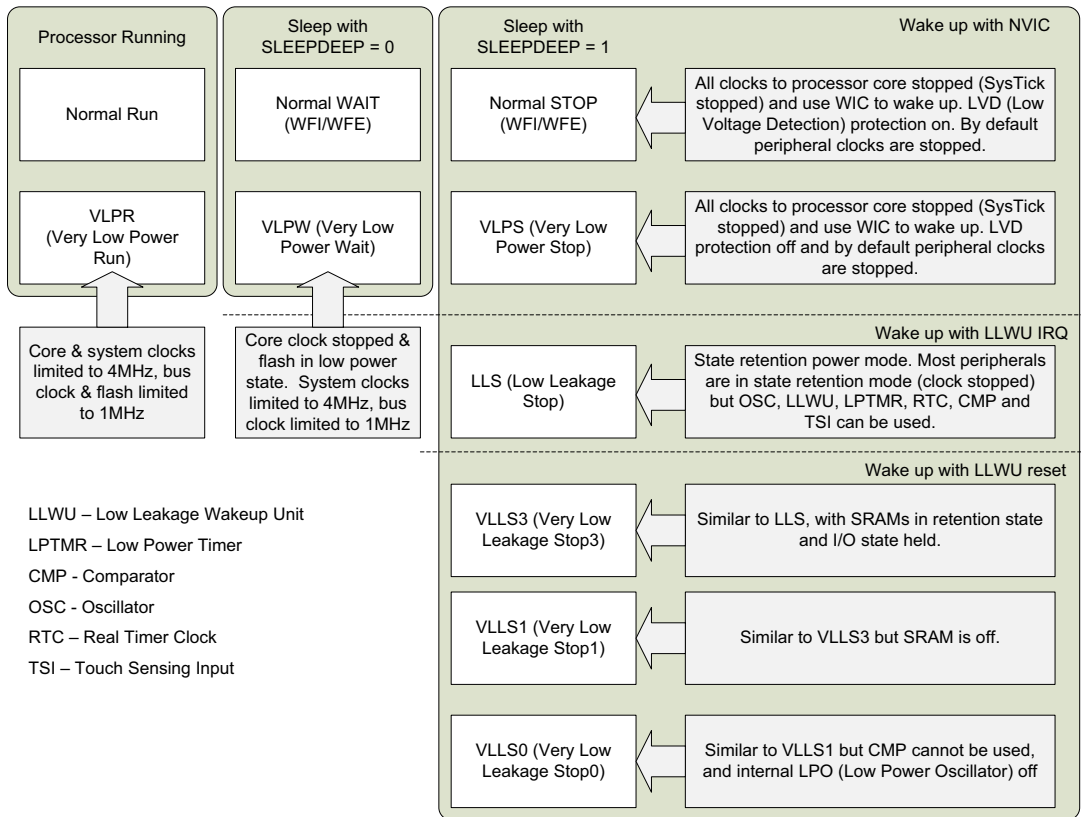 Processor Running
Normal Run
VLPR
(Very Low Power
Run)
Core & system clocks
limited to 4MHz, bus
clock & flash limited
to 1MHz
Sleep with
SLEEPDEEP = 0
Normal WAIT
(WFI/WFE)
VLPW (Very Low
Power Wait)
Core clock stopped &
flash in low power
state. System clocks
limited to 4MHz, bus
clock limited to 1MHz
Sleep with
SLEEPDEEP = 1
Wake up with NVIC
Normal STOP
(WFI/WFE)
All clocks to processor core stopped (SysTick
stopped) and use WIC to wake up. LVD (Low
Voltage Detection) protection on. By default
peripheral clocks are stopped.
VLPS (Very Low
Power Stop)
All clocks to processor core stopped (SysTick
stopped) and use WIC to wake up. LVD
protection off and by default peripheral clocks
are stopped.
Wake up with LLWU IRQ
LLS (Low Leakage
Stop)
State retention power mode. Most peripherals
are in state retention mode (clock stopped)
but OSC, LLWU, LPTMR, RTC, CMP and
TSI can be used.
Wake up with LLWU reset
VLLS3 (Very Low
Leakage Stop3)
Similar to LLS, with SRAMs in retention state
and I/O state held.
VLLS1 (Very Low
Leakage Stop1)
Similar to VLLS3 but SRAM is off.
VLLS0 (Very Low
Leakage Stop0)
Similar to VLLS1 but CMP cannot be used,
and internal LPO (Low Power Oscillator) off
LLWU – Low Leakage Wakeup Unit
LPTMR – Low Power Timer
CMP - Comparator
OSC - Oscillator
RTC – Real Timer Clock
TSI – Touch Sensing Input